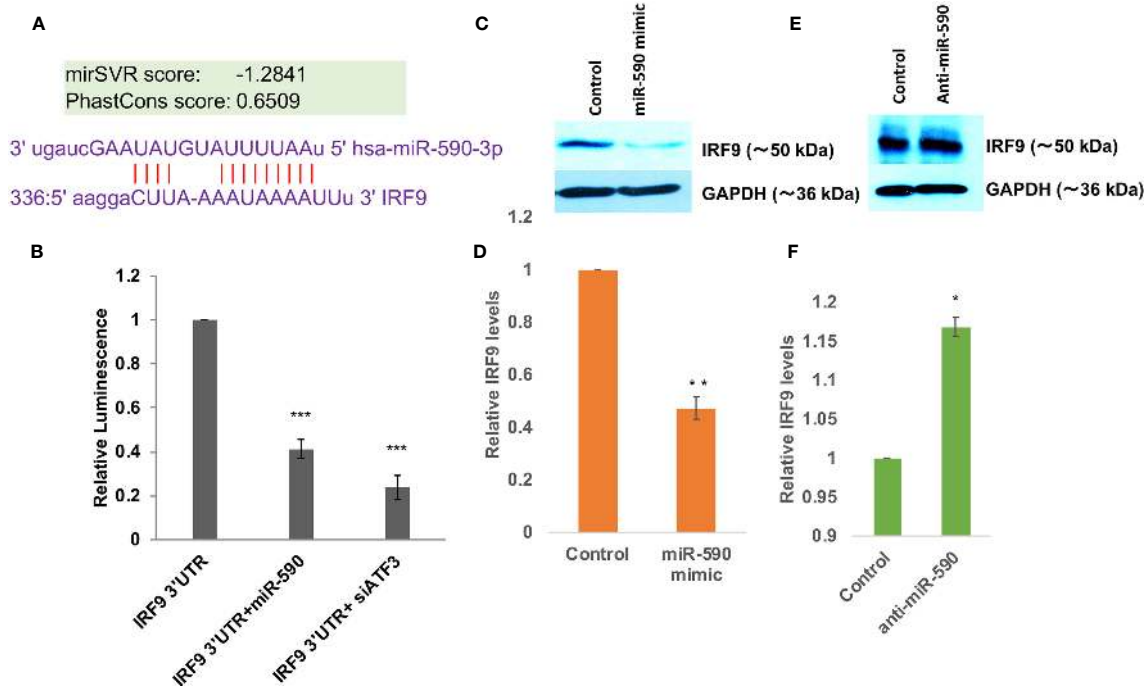 A
mirSVR score: -1.2841
PhastCons score: 0.6509
3' ugaucGAAUAUGUAUUUUAAu 5' hsa-miR-590-3p
336:5' aaggaCUUA-AAAUAAAAUUUu 3' IRF9
B
Relative Luminescence
1.2
1
0.8
0.6
0.4
0.2
0
***
***
IRF9 3'UTR
IRF9 3'UTR+miR-590
IRF9 3'UTR+ siATF3
C
Control
miR-590 mimic
IRF9 (~50 kDa)
GAPDH (~36 kDa)
D
Relative IRF9 levels
1.2
1
0.8
0.6
0.4
0.2
0
* *
Control
miR-590
mimic
E
Control
Anti-miR-590
IRF9 (~50 kDa)
GAPDH (~36 kDa)
F
Relative IRF9 levels
1.2
1.15
1.1
1.05
1
0.95
0.9
*
Control
anti-miR-590